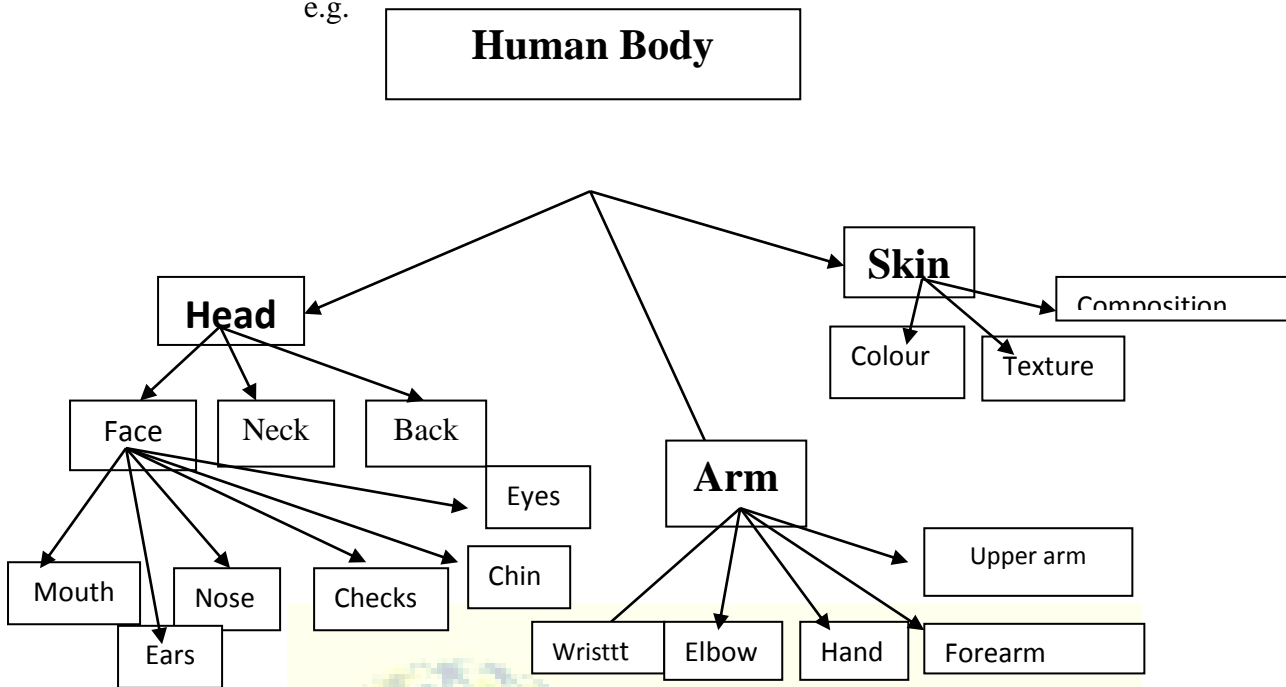 e.g.
Human Body
Skin
Head
Composition
Colour
Texture
Face
Neck
Back
Arm
Eyes
Upper arm
Chin
Mouth
Nose
Checks
Ears
Wristtt
Elbow
Hand
Forearm